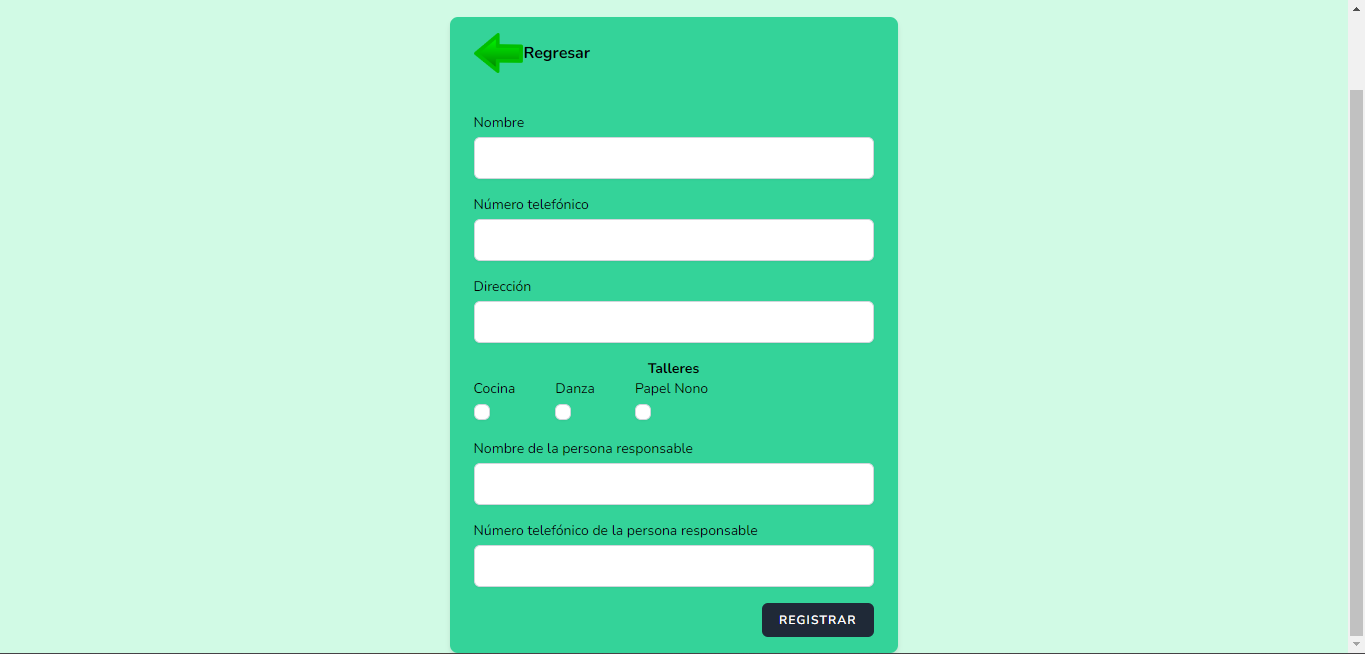 Regresar
Nombre
Número telefónico
Dirección
Talleres
Cocina Danza Papel Nono
Nombre de la persona responsable
Número telefónico de la persona responsable
REGISTRAR